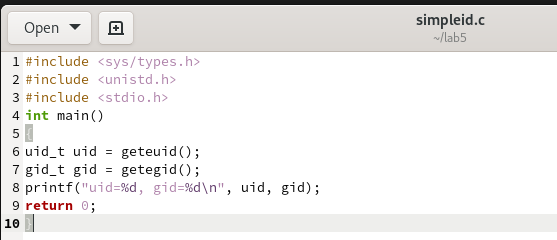 Open
simpleid.c
~/lab5
1 #include <sys/types.h>
2 #include <unistd.h>
3 #include <stdio.h>
4 int main()
5 {
6 uid_t uid = geteuid();
7 gid_t gid = getegid();
8 printf("uid=%d, gid=%d\n", uid, gid);
9 return 0;
10 }